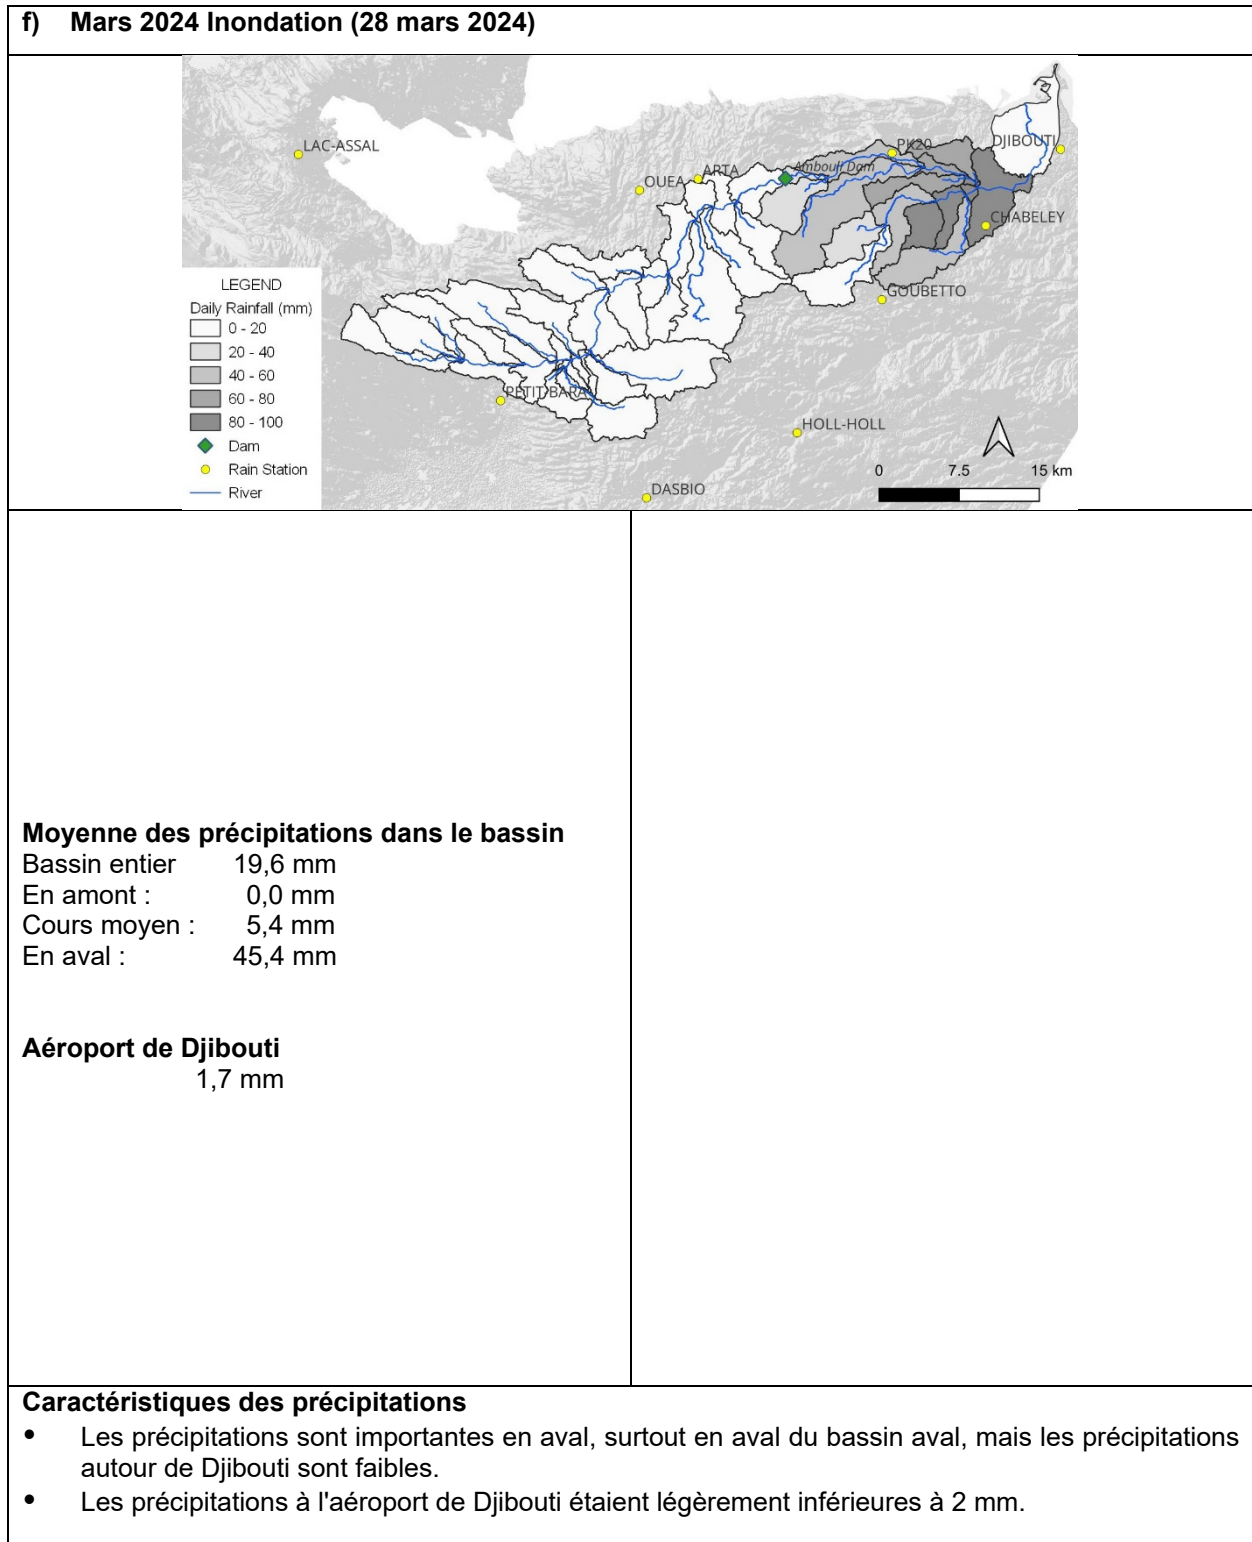 f) Mars 2024 Inondation (28 mars 2024)
LAC-ASSAL
OUEA
ARTA
Ambouli Dam
PK20
DJIBOUTI
CHABELEY
GOUBETTO
PETIT BARA
HOLL-HOLL
DASBIO
LEGEND
Daily Rainfall (mm)
0 - 20
20 - 40
40 - 60
60 - 80
80 - 100
Dam
Rain Station
River
0 7.5 15 km
Moyenne des précipitations dans le bassin
Bassin entier 19,6 mm
En amont : 0,0 mm
Cours moyen : 5,4 mm
En aval : 45,4 mm
Aéroport de Djibouti
1,7 mm
Caractéristiques des précipitations
• Les précipitations sont importantes en aval, surtout en aval du bassin aval, mais les précipitations
autour de Djibouti sont faibles.
• Les précipitations à l'aéroport de Djibouti étaient légèrement inférieures à 2 mm.